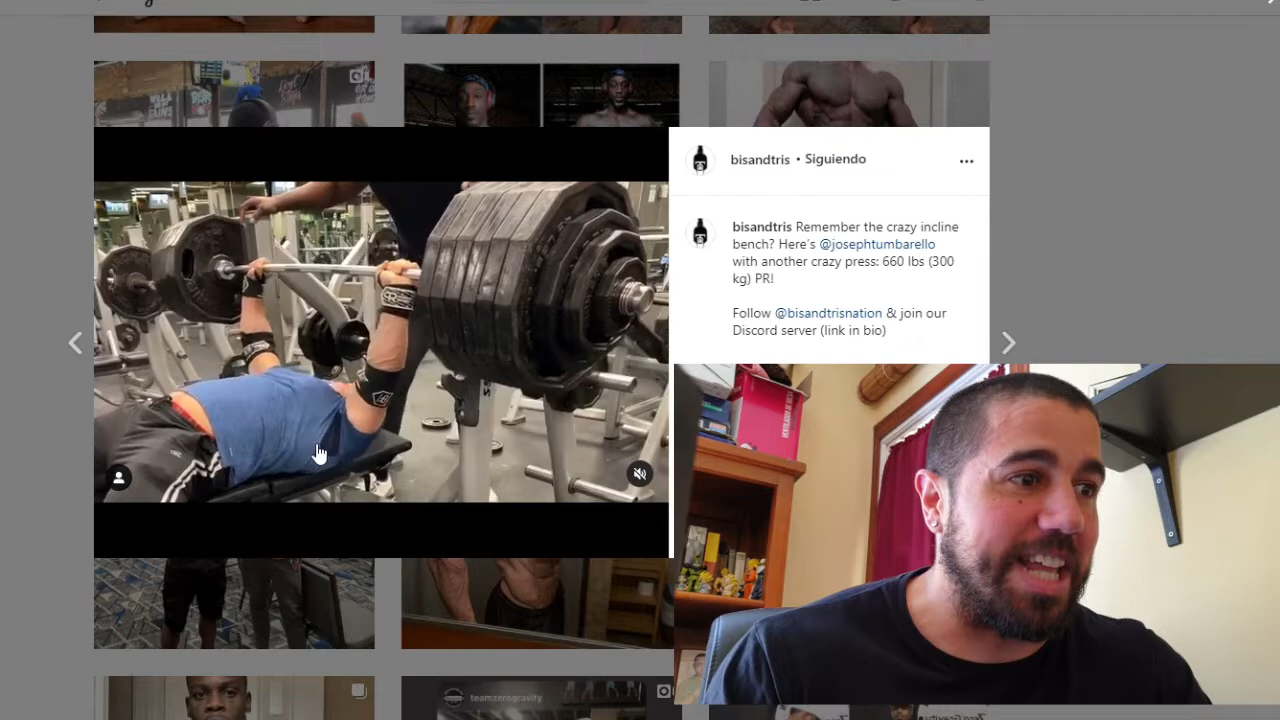 bisandtris • Siguiendo
bisandtris Remember the crazy incline
bench? Here's @josephtumbarello
with another crazy press: 660 lbs (300
kg) PR!
Follow @bisandtrisnation & join our
Discord server (link in bio)
teamzerogravity